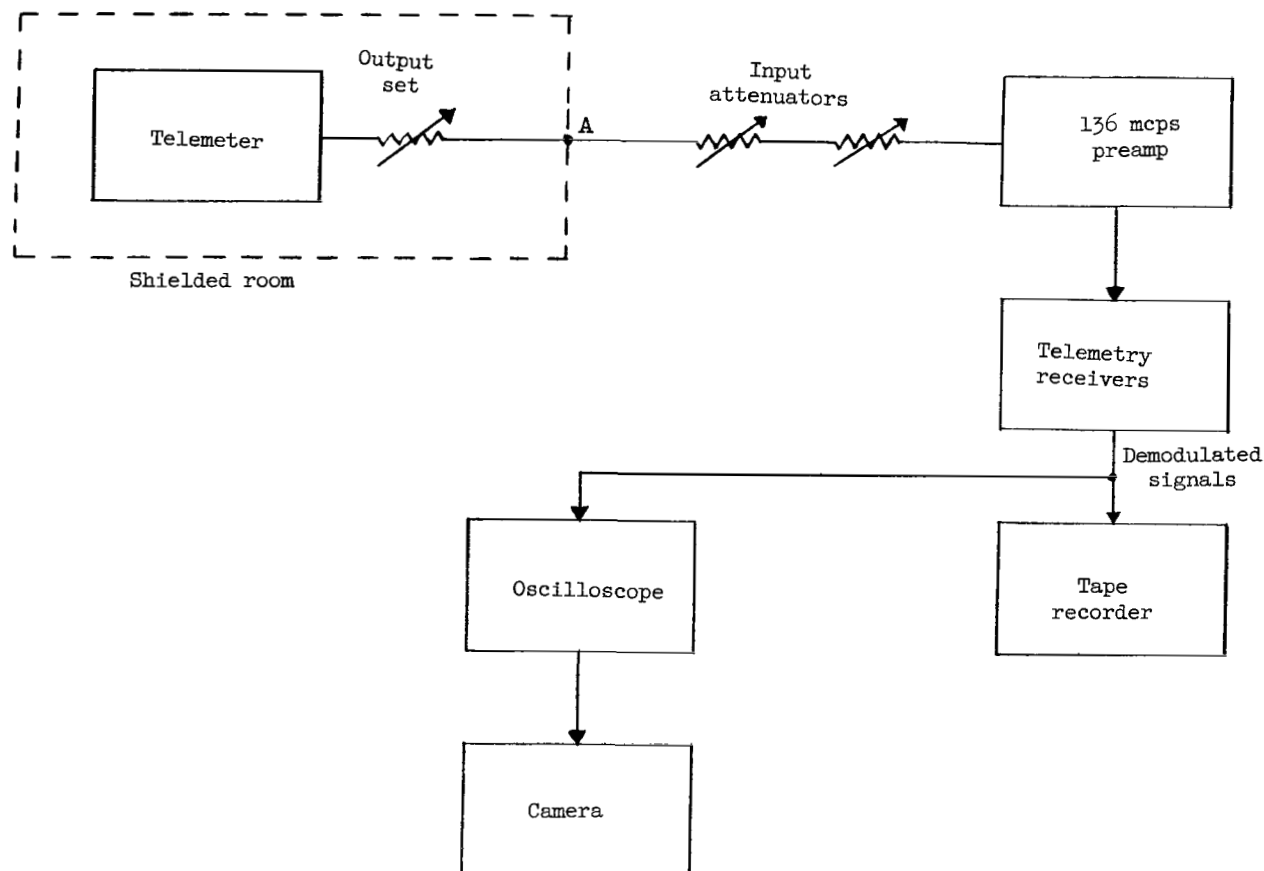 Output
set
Input
attenuators
Telemeter
A
136 mcps
preamp
Shielded room
Telemetry
receivers
Demodulated
signals
Oscilloscope
Tape
recorder
Camera